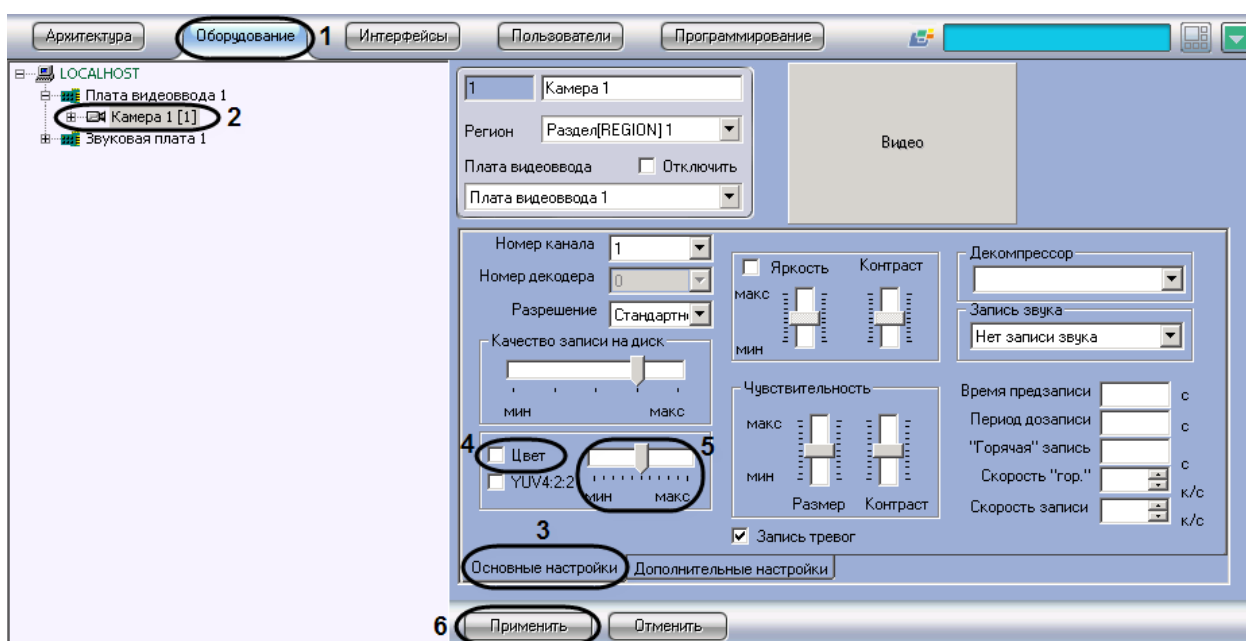 Архитектура Оборудование 1 Интерфейсы Пользователи Программирование
LOCALHOST
Плата видеоввода 1
Камера 1 [1] 2
Звуковая плата 1
1 Камера 1
Регион Раздел[REGION] 1
Плата видеоввода Отключить
Плата видеоввода 1
Видео
Номер канала 1
Номер декодера 0
Разрешение Стандартн
Качество записи на диск
мин макс
4 Цвет 5
YUV4:2:2
мин макс
Яркость Контраст
макс
мин
Чувствительность
макс
мин
Размер Контраст
Запись тревог
Декомпрессор
Запись звука
Нет записи звука
Время предзаписи с
Период дозаписи с
"Горячая" запись с
Скорость "гор." к/с
Скорость записи к/с
3
Основные настройки Дополнительные настройки
6 Применить Отменить